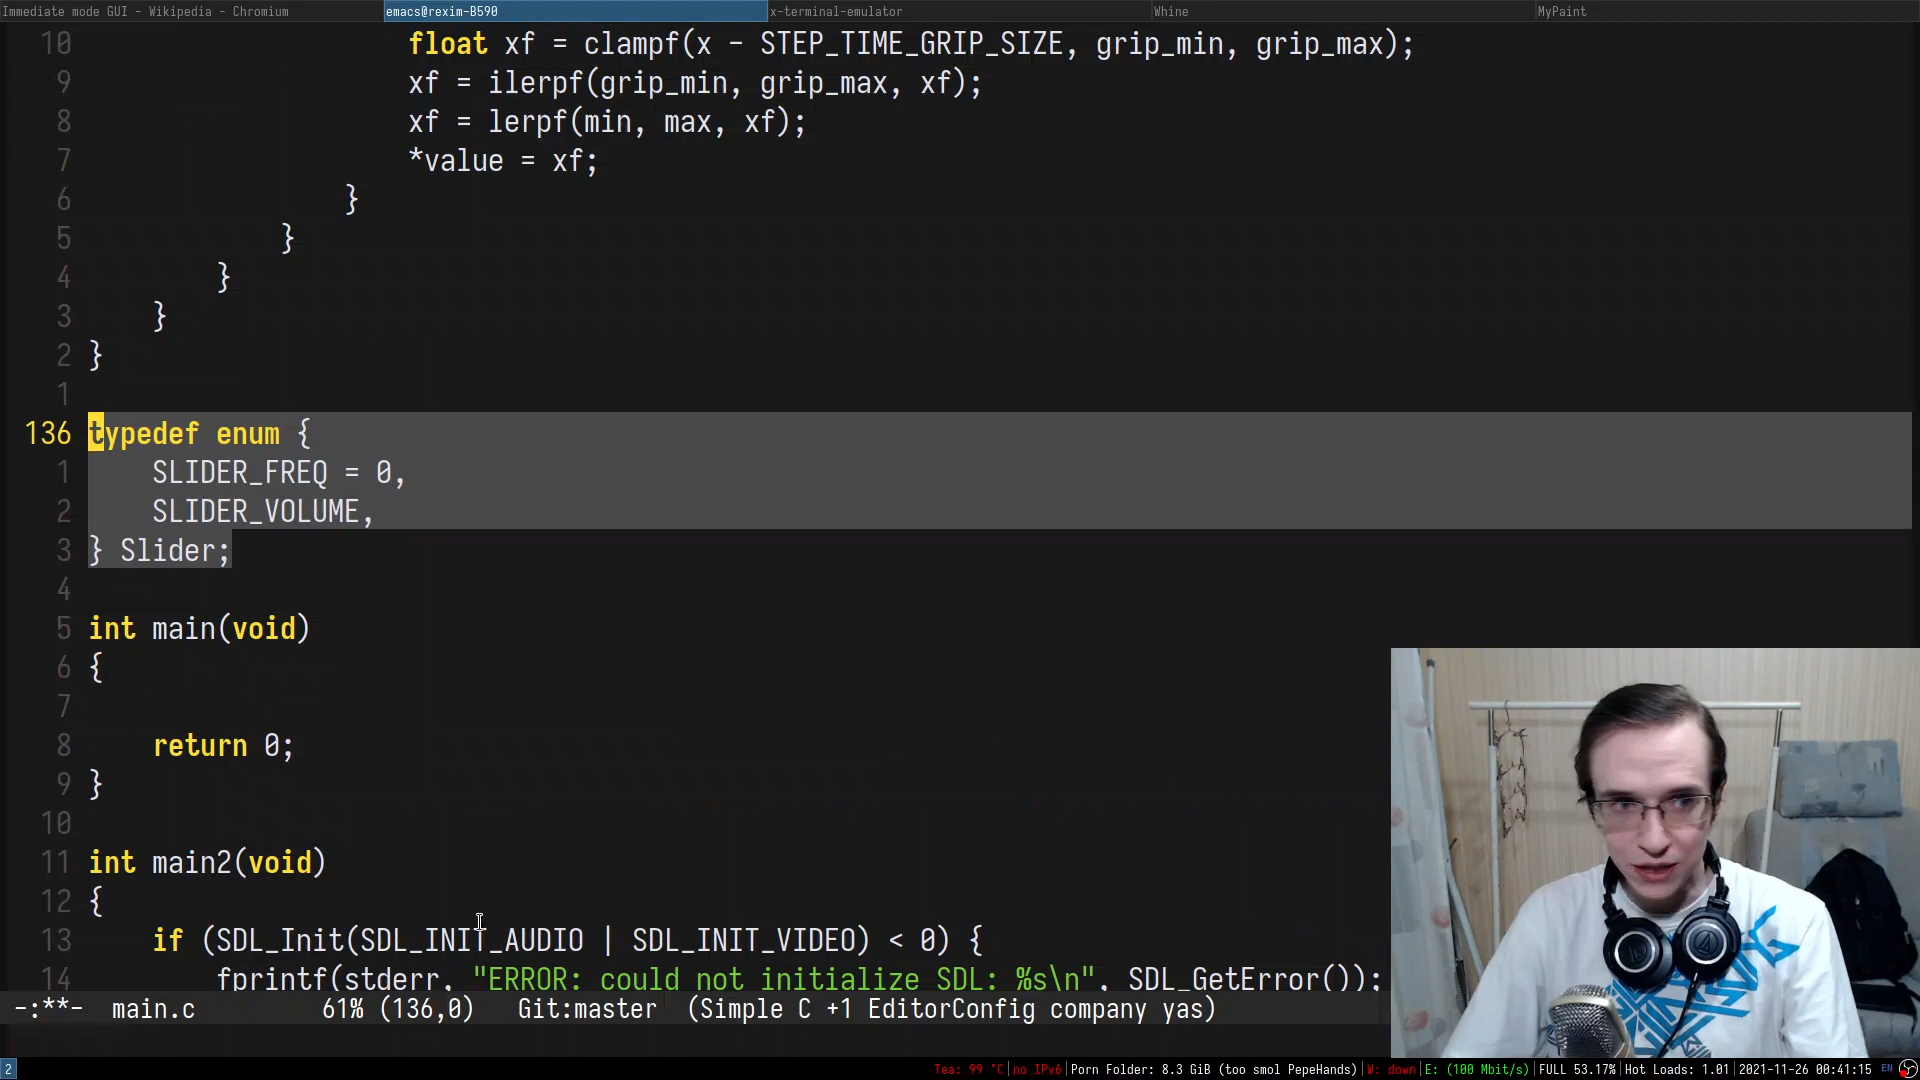 Immediate mode GUI - Wikipedia - Chromium emacs@rexim-B590 x-terminal-emulator Whine MyPaint
10 float xf = clampf(x - STEP_TIME_GRIP_SIZE, grip_min, grip_max);
9 xf = ilerpf(grip_min, grip_max, xf);
8 xf = lerpf(min, max, xf);
7 *value = xf;
6 }
5 }
4 }
3 }
2 }
1
136 typedef enum {
1 SLIDER_FREQ = 0,
2 SLIDER_VOLUME,
3 } Slider;
4
5 int main(void)
6 {
7
8 return 0;
9 }
10
11 int main2(void)
12 {
13 if (SDL_Init(SDL_INIT_AUDIO | SDL_INIT_VIDEO) < 0) {
14 fprintf(stderr, "ERROR: could not initialize SDL: %s\n", SDL_GetError());
-:**- main.c 61% (136,0) Git:master (Simple C +1 EditorConfig company yas)
2 Tea: 99 °C|no IPv6|Porn Folder: 8.3 GiB (too smol PepeHands)|W: down|E: (100 Mbit/s)|FULL 53.17%|Hot Loads: 1.01|2021-11-26 00:41:15 EN